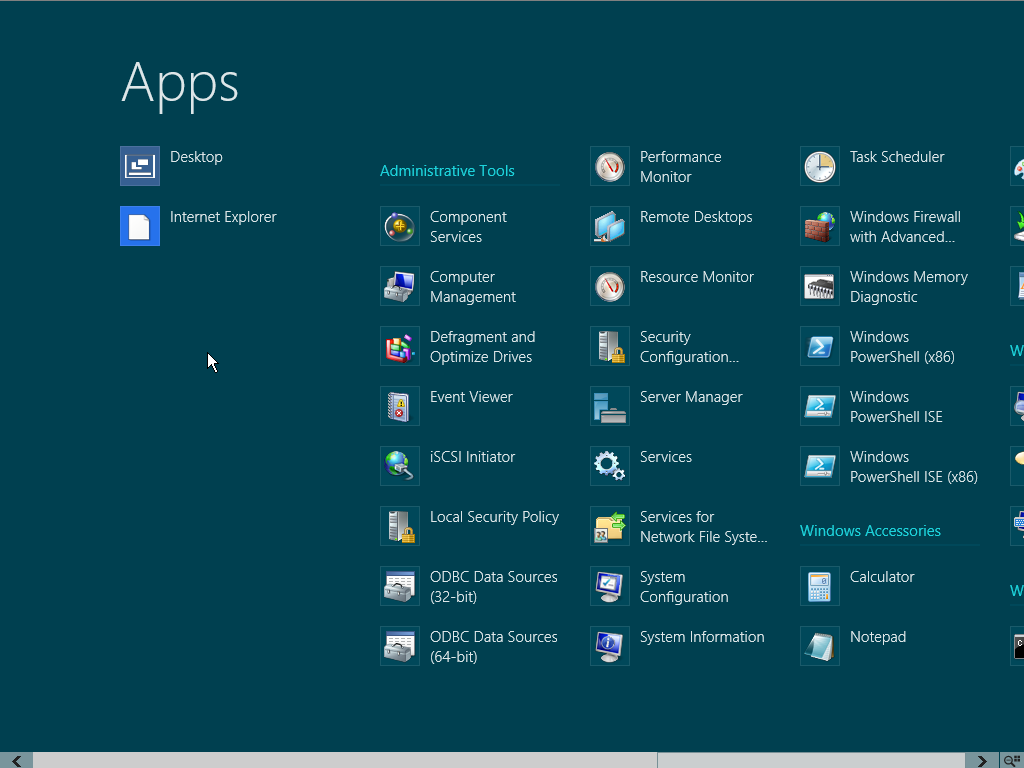 Apps
Desktop
Internet Explorer
Administrative Tools
Component
Services
Computer
Management
Defragment and
Optimize Drives
Event Viewer
iSCSI Initiator
Local Security Policy
ODBC Data Sources
(32-bit)
ODBC Data Sources
(64-bit)
Performance
Monitor
Remote Desktops
Resource Monitor
Security
Configuration...
Server Manager
Services
Services for
Network File Syste...
System
Configuration
System Information
Task Scheduler
Windows Firewall
with Advanced...
Windows Memory
Diagnostic
Windows
PowerShell (x86)
Windows
PowerShell ISE
Windows
PowerShell ISE (x86)
Windows Accessories
Calculator
Notepad
W
W